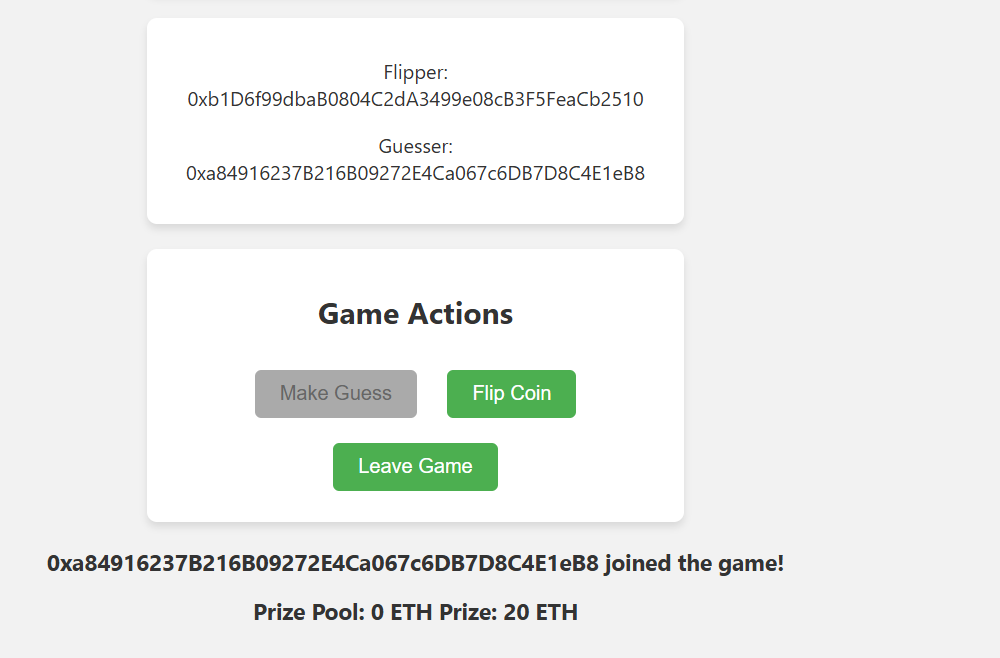 Flipper:
0xb1D6f99dbaB0804C2dA3499e08cB3F5FeaCb2510
Guesser:
0xa84916237B216B09272E4Ca067c6DB7D8C4E1eB8
Game Actions
Make Guess
Flip Coin
Leave Game
0xa84916237B216B09272E4Ca067c6DB7D8C4E1eB8 joined the game!
Prize Pool: 0 ETH Prize: 20 ETH